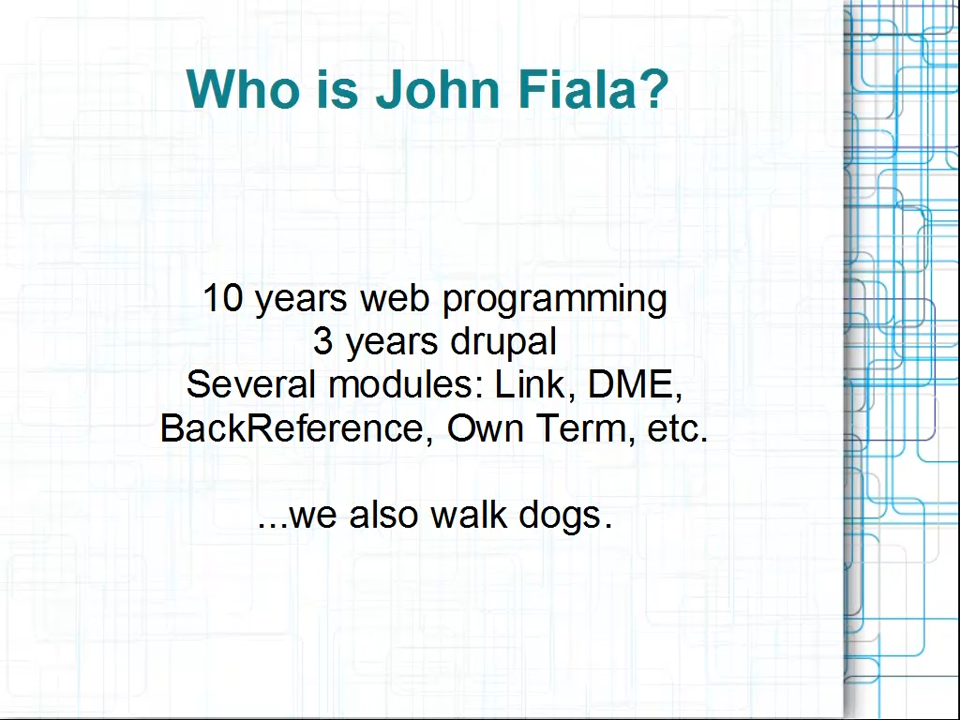 Who is John Fiala?
10 years web programming
3 years drupal
Several modules: Link, DME,
BackReference, Own Term, etc.
...we also walk dogs.